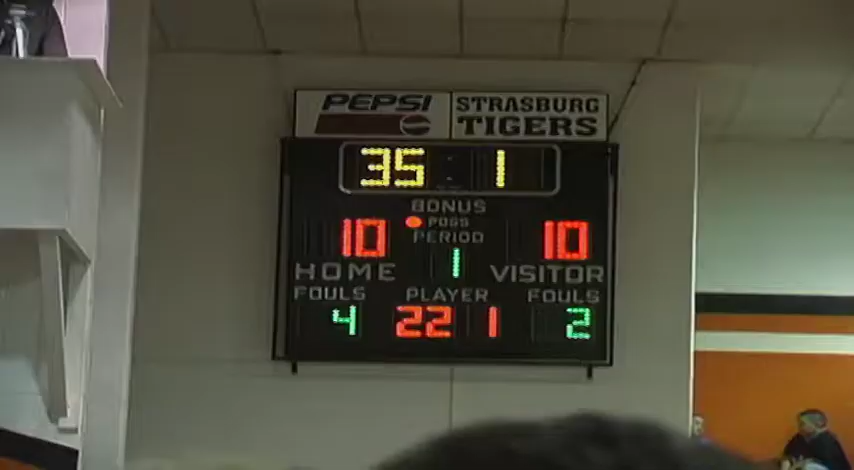 PEPSI
STRASBURG
TIGERS
35 1
BONUS
POSS
PERIOD
10 1 10
HOME VISITOR
FOULS PLAYER FOULS
4 22 1 2